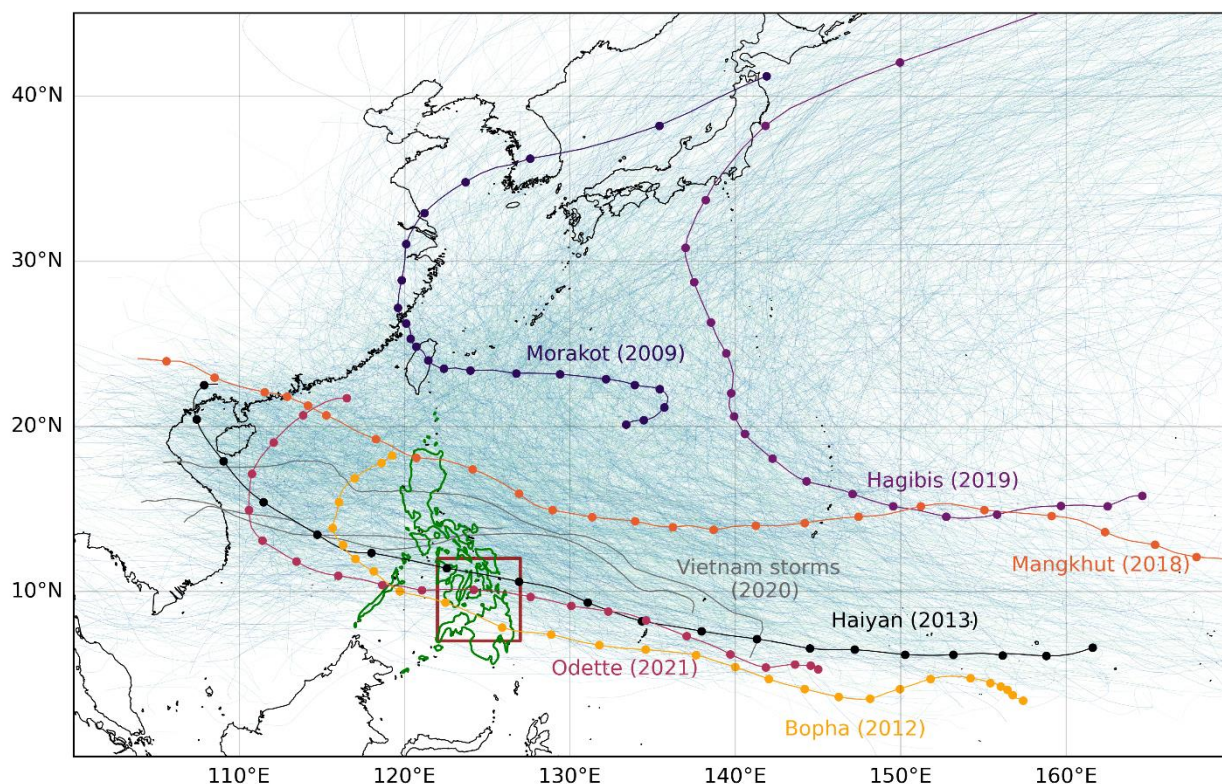 40°N
30°N
20°N
10°N
Morakot (2009)
Hagibis (2019)
Vietnam storms
(2020)
Mangkhut (2018)
Haiyan (2013)
Odette (2021)
Bopha (2012)
110°E
120°E
130°E
140°E
150°E
160°E